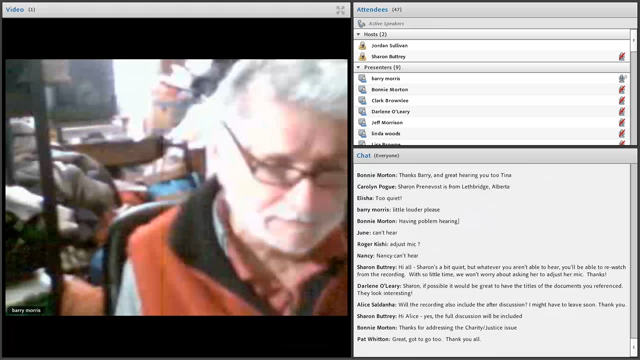 Video (1)
barry morris
Attendees (47)
Active Speakers
Hosts (2)
Jordan Sullivan
Sharon Buttrey
Presenters (9)
barry morris
Bonnie Morton
Clark Brownlee
Darlene O'Leary
Jeff Morrison
linda woods
Chat (Everyone)
Bonnie Morton: Thanks Barry, and great hearing you too Tina
Carolyn Pogue: Sharon Prenevost is from Lethbridge, Alberta
Elisha: Too quiet!
barry morris: little louder please
Bonnie Morton: Having poblem hearing]
June: can't hear
Roger Kishi: adjust mic ?
Nancy: Nancy:can't hear
Sharon Buttrey: Hi all - Sharon's a bit quiet, but whatever you aren't able to hear, you'll be able to re-watch
from the recording. With so little time, we won't worry about asking her to adjust her mic. Thanks!
Darlene O'Leary: Sharon, if possible it would be great to have the titles of the documents you referenced.
They look interesting!
Alice Saldanha: Will the recording also include the after discussion? I might have to leave soon. Thank you.
Sharon Buttrey: Hi Alice - yes, the full discussion will be included
Bonnie Morton: Thanks for addressing the Charity/Justice issue
Pat Whitton: Great, got to go too. Thank you all.